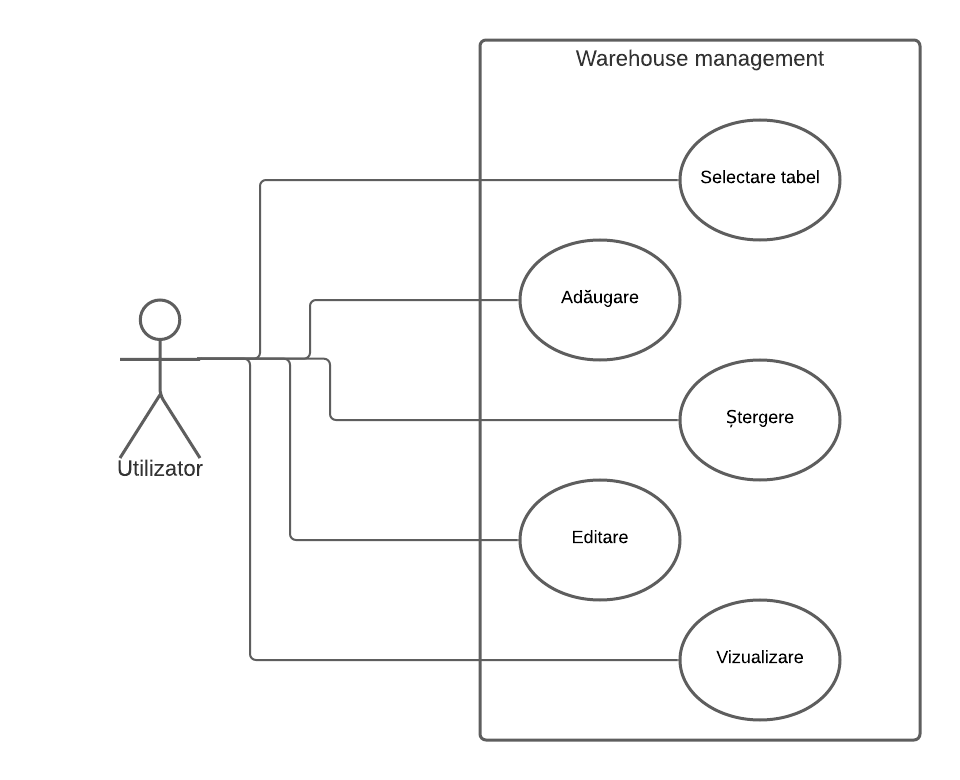 Warehouse management
Selectare tabel
Adăugare
Ștergere
Utilizator
Editare
Vizualizare